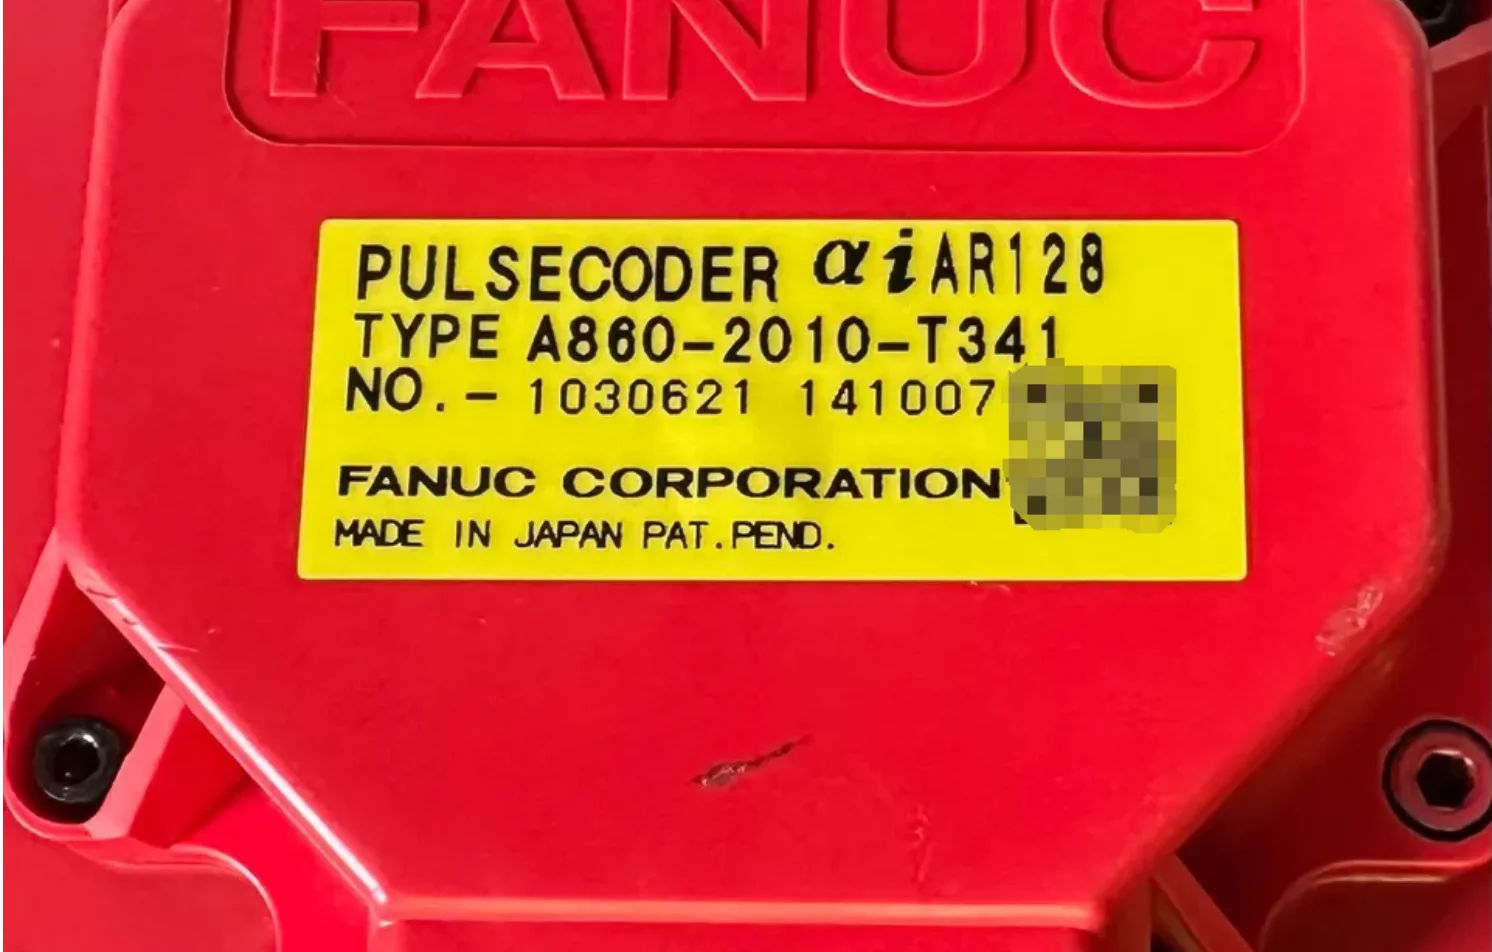 FANUC
PULSECODER αiAR128
TYPE A860-2010-T341
NO.- 1030621 141007
FANUC CORPORATION
MADE IN JAPAN PAT.PEND.